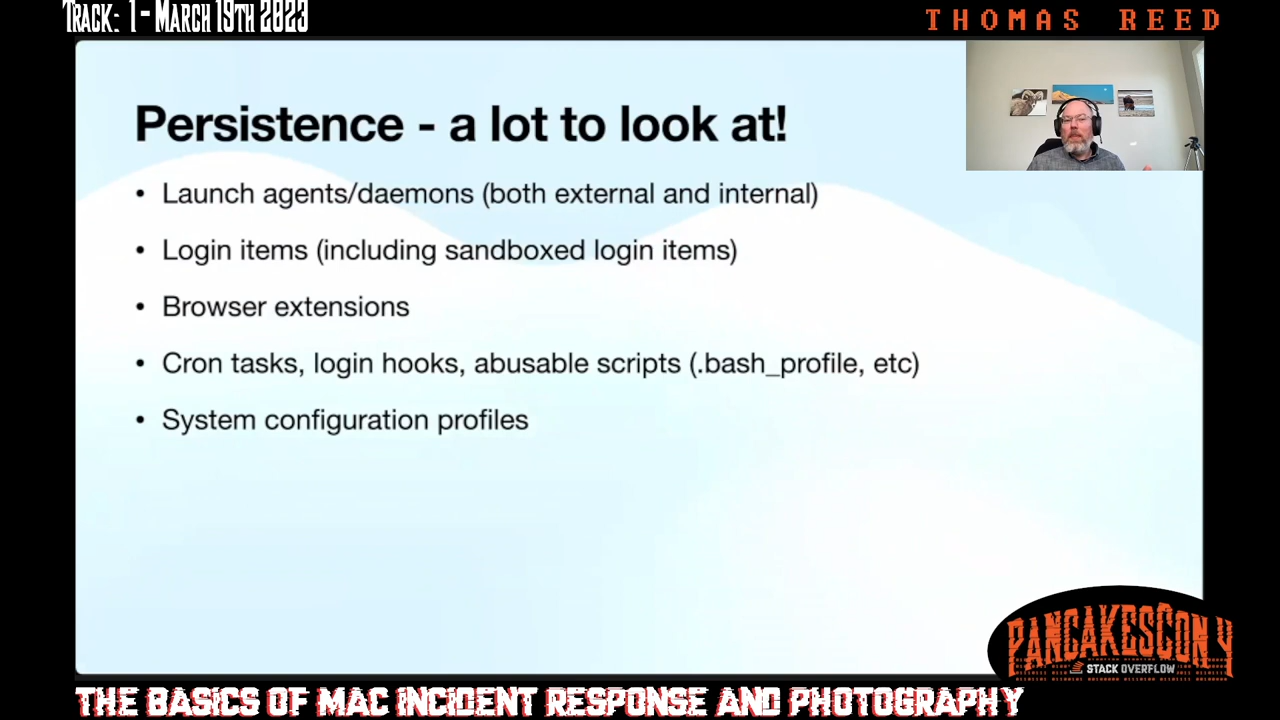 TRACK: 1 - MARCH 19TH 2023
THOMAS REED
Persistence - a lot to look at!
• Launch agents/daemons (both external and internal)
• Login items (including sandboxed login items)
• Browser extensions
• Cron tasks, login hooks, abusable scripts (.bash_profile, etc)
• System configuration profiles
PANCAKESCON 4
STACK OVERFLOW
THE BASICS OF MAC INCIDENT RESPONSE AND PHOTOGRAPHY